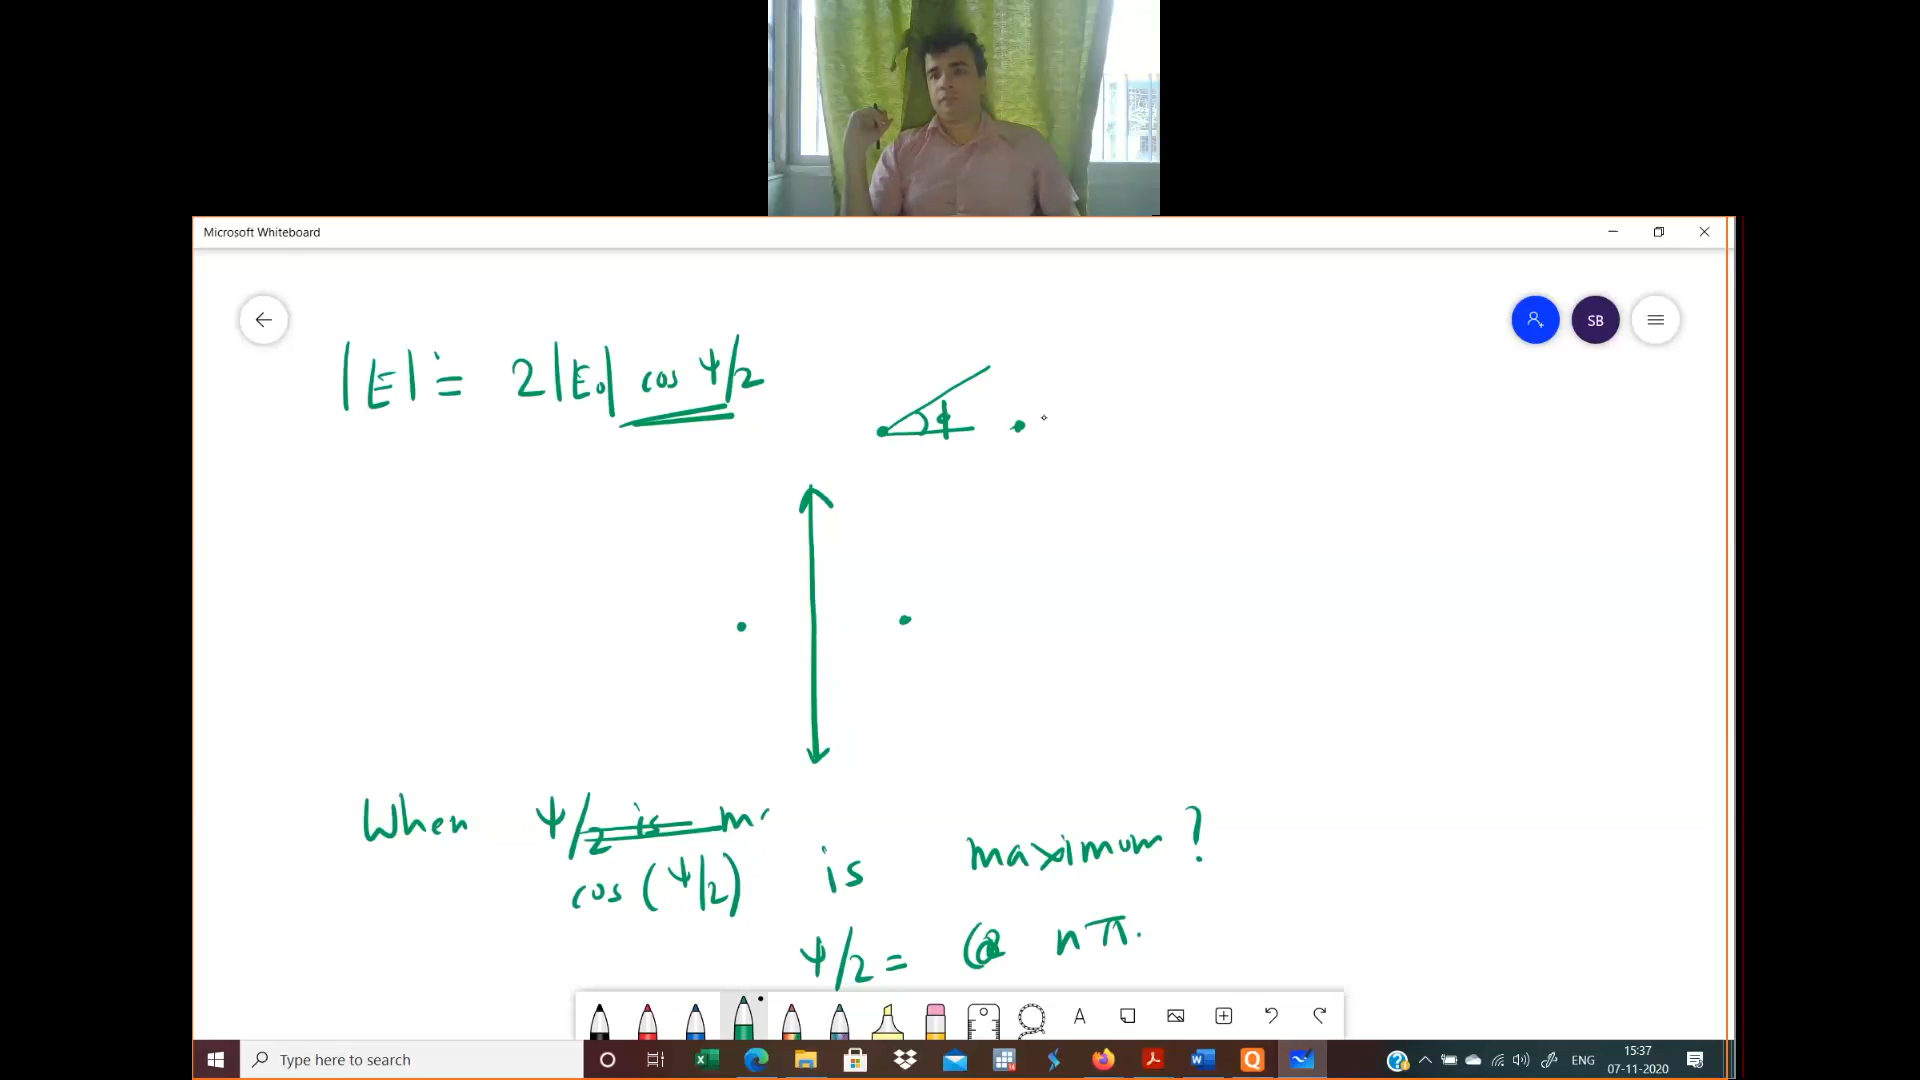 Microsoft Whiteboard
SB
|E| = 2|E₀| cos Ψ/2
ϕ
When Ψ/2 is
cos (Ψ/2) is maximum?
Ψ/2 = nπ.
A
Type here to search
ENG
15:37
07-11-2020